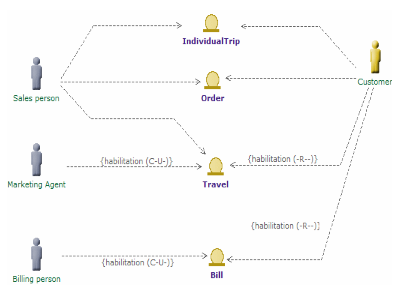 IndividualTrip
Sales person
Order
Customer
{habilitation (C-U-)}
{habilitation (-R--)}
Marketing Agent
Travel
{habilitation (-R--)}
{habilitation (C-U-)}
Billing person
Bill